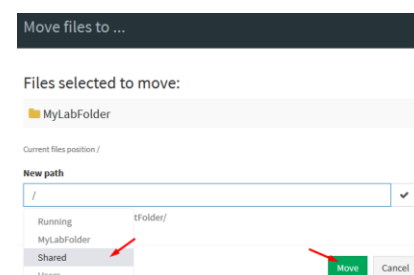 Move files to ...
Files selected to move:
MyLabFolder
Current files position /
New path
/
Running
tFolder/
MyLabFolder
Shared
Users
Move Cancel